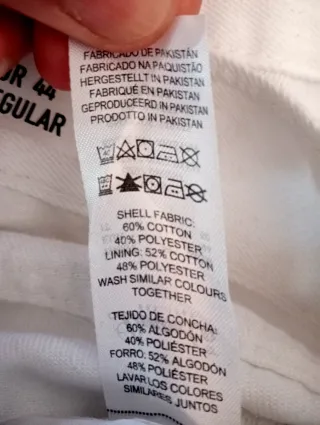 FABRICADO DE PAKISTÁN
FABRICADO NA PAQUISTÃO
HERGESTELLT IN PAKISTAN
FABRIQUÉ EN PAKISTAN
GEPRODUCEERD IN PAKISTAN
PRODOTTO IN PAKISTAN
44
SHELL FABRIC:
60% COTTON
40% POLYESTER
LINING: 52% COTTON
48% POLYESTER
WASH SIMILAR COLOURS
TOGETHER
TEJIDO DE CONCHA:
60% ALGODÓN
40% POLIÉSTER
FORRO: 52% ALGODÓN
48% POLIÉSTER
LAVAR LOS COLORES
SIMILARES JUNTOS